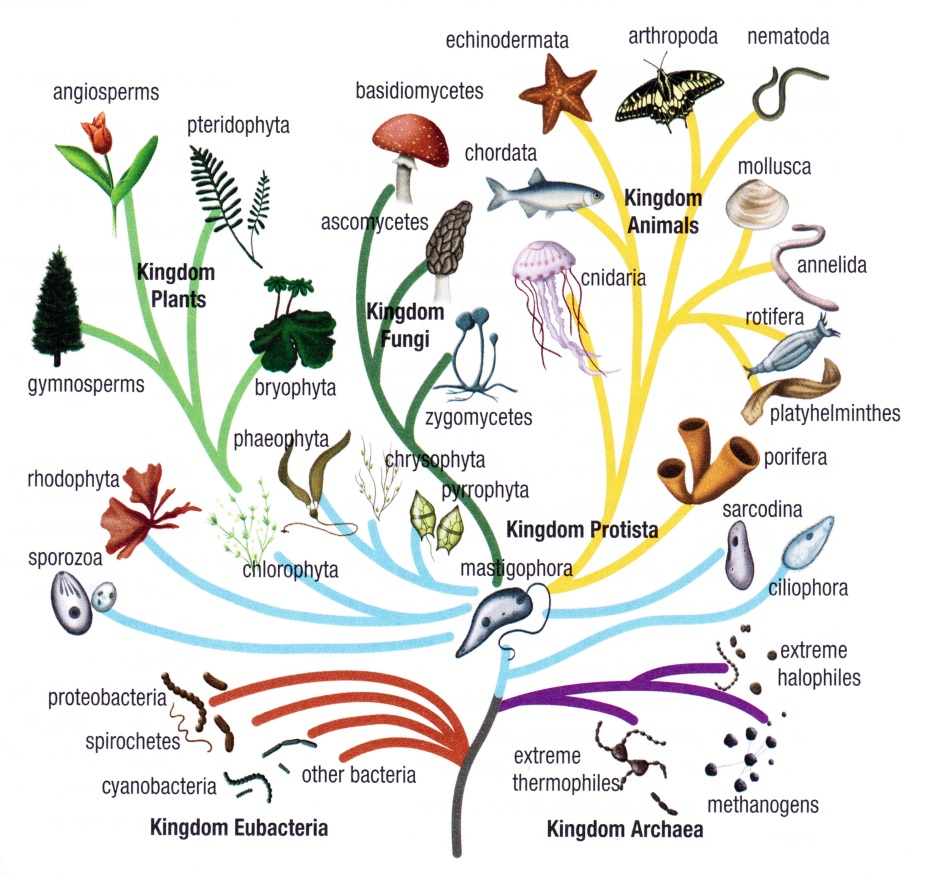 echinodermata
arthropoda
nematoda
angiosperms
basidiomycetes
pteridophyta
chordata
mollusca
Kingdom
Animals
ascomycetes
cnidaria
annelida
Kingdom
Plants
Kingdom
Fungi
rotifera
gymnosperms
bryophyta
zygomycetes
platyhelminthes
phaeophyta
chrysophyta
porifera
rhodophyta
pyrrophyta
sarcodina
Kingdom Protista
sporozoa
chlorophyta
mastigophora
ciliophora
extreme
halophiles
proteobacteria
spirochetes
extreme
thermophiles
cyanobacteria
other bacteria
methanogens
Kingdom Eubacteria
Kingdom Archaea